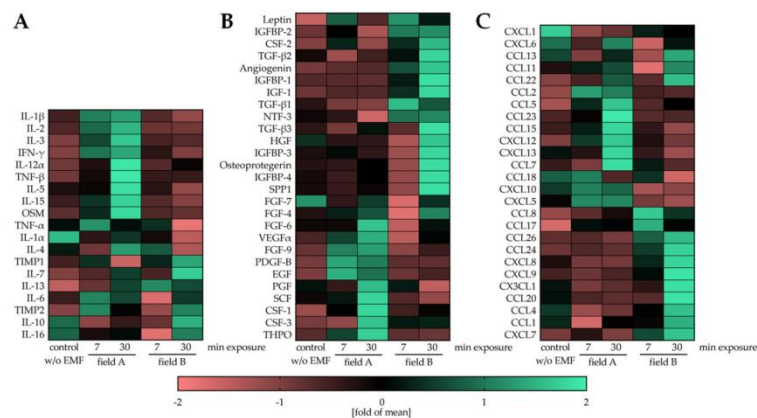 A
IL-1β
IL-2
IL-3
IFN-γ
IL-12α
TNF-β
IL-5
IL-15
OSM
TNF-α
IL-1α
IL-4
TIMP1
IL-7
IL-13
IL-6
TIMP2
IL-10
IL-16
control 7 30 7 30 min exposure
w/o EMF field A field B
B
Leptin
IGFBP-2
CSF-2
TGF-β2
Angiogenin
IGFBP-1
IGF-1
TGF-β1
NTF-3
TGF-β3
HGF
IGFBP-3
Osteoprotegerin
IGFBP-4
SPP1
FGF-7
FGF-4
FGF-6
VEGFα
FGF-9
PDGF-B
EGF
PGF
SCF
CSF-1
CSF-3
THPO
control 7 30 7 30 min exposure
w/o EMF field A field B
C
CXCL1
CXCL6
CCL13
CCL11
CCL22
CCL2
CCL5
CCL23
CCL15
CXCL12
CXCL13
CCL7
CCL18
CXCL10
CXCL5
CCL8
CCL17
CCL26
CCL24
CXCL8
CXCL9
CX3CL1
CCL20
CCL4
CCL1
CXCL7
control 7 30 7 30 min exposure
w/o EMF field A field B
-2 -1 0 1 2
[fold of mean]